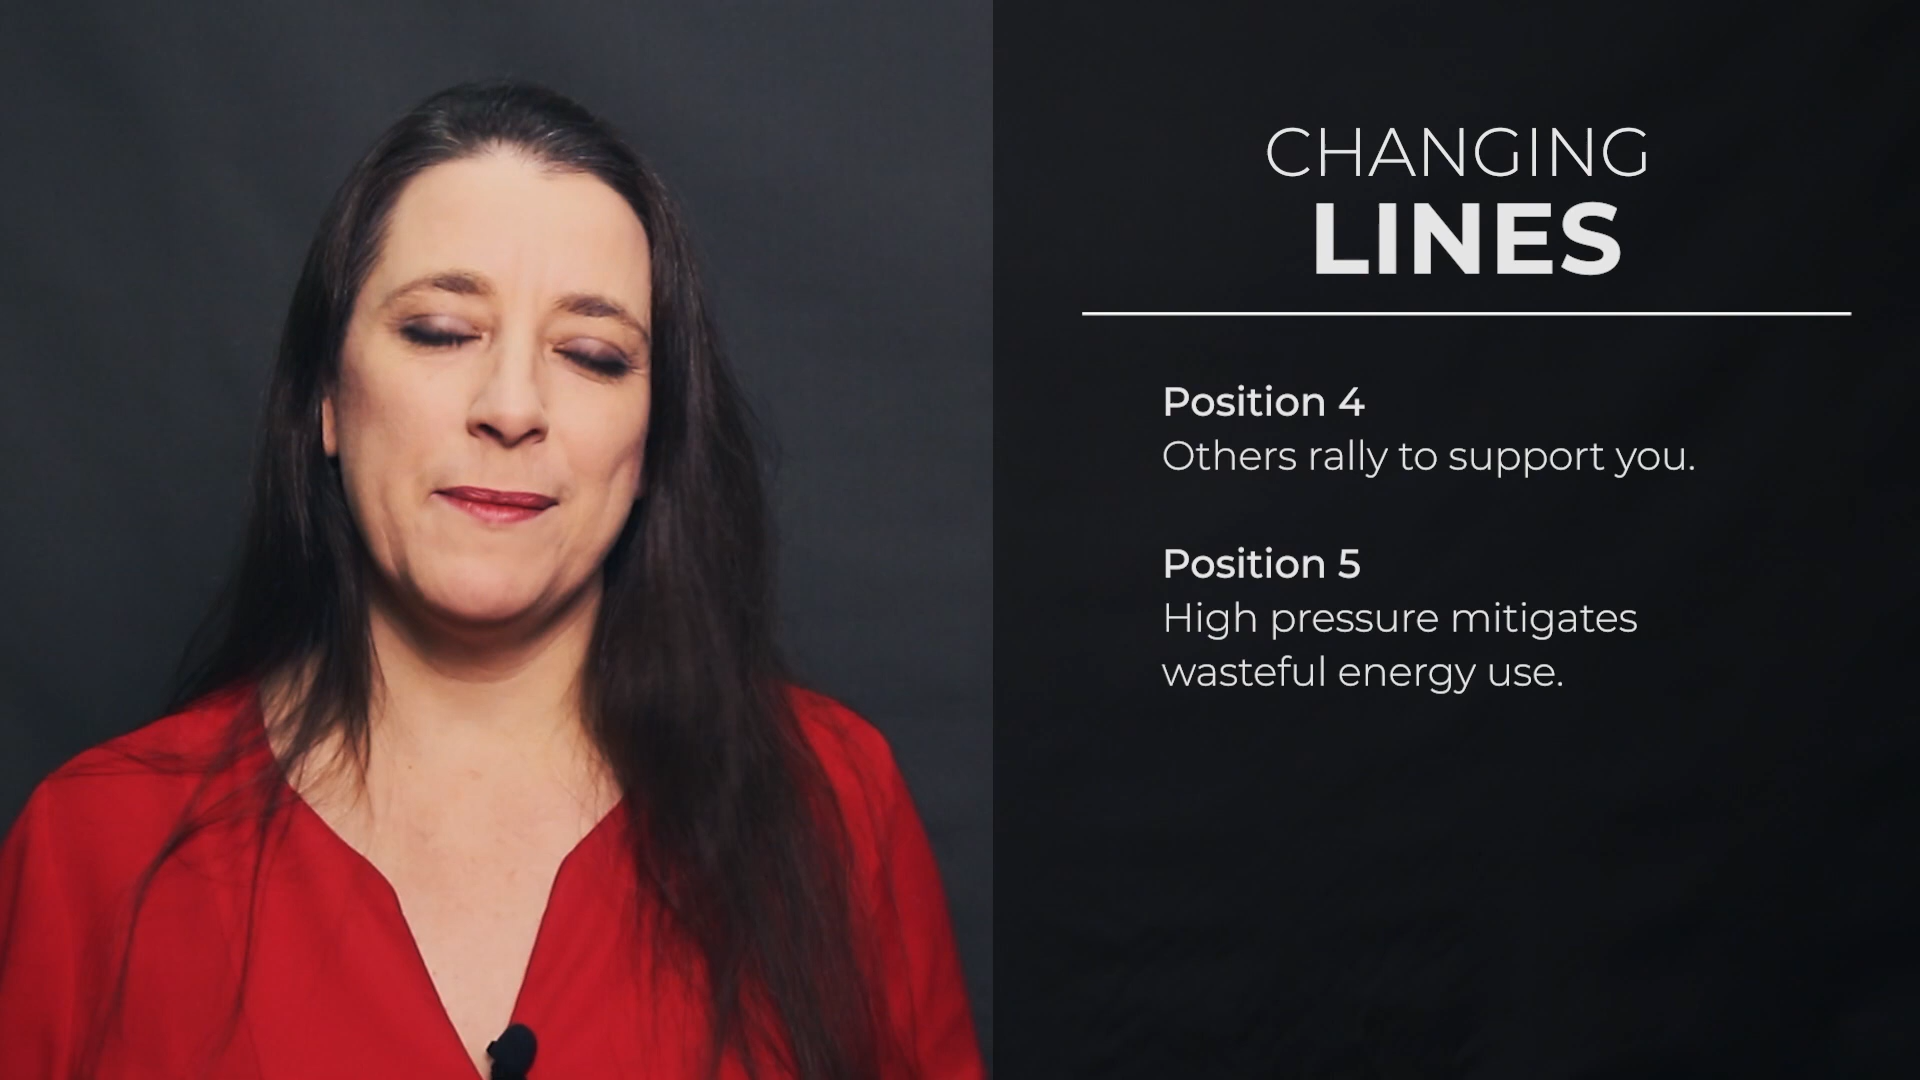 CHANGING
LINES
Position 4
Others rally to support you.
Position 5
High pressure mitigates
wasteful energy use.